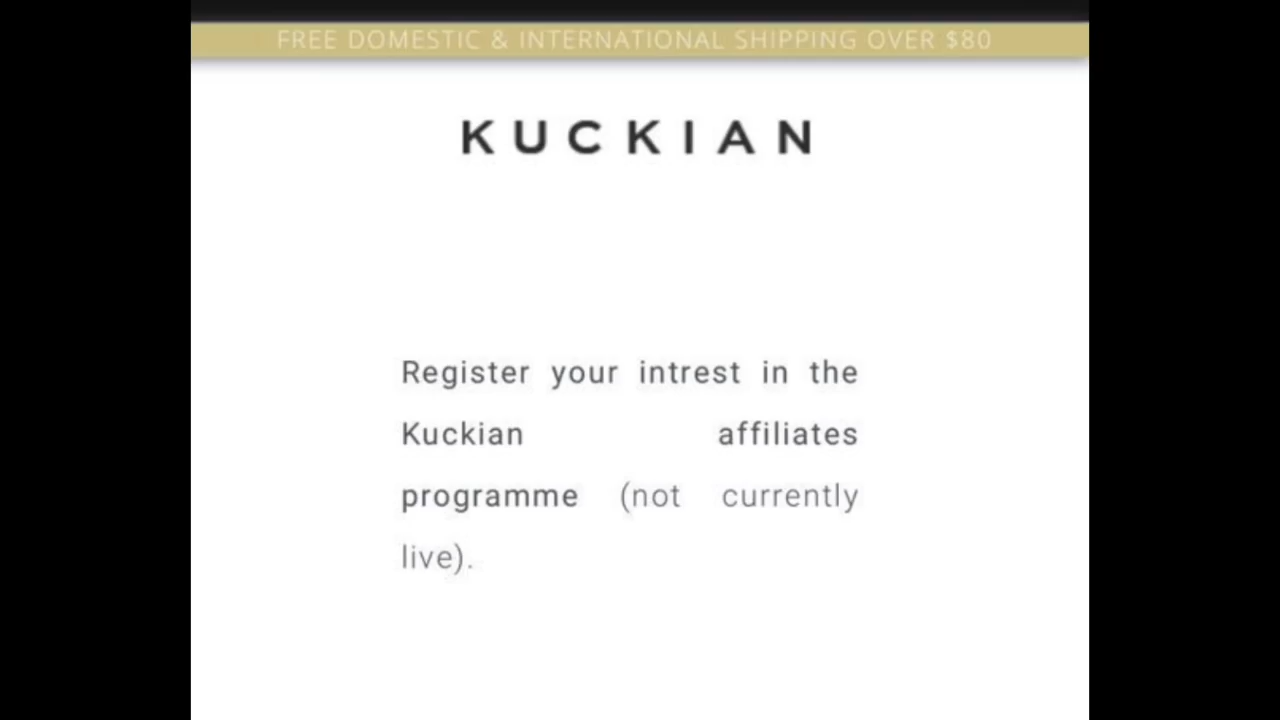 FREE DOMESTIC & INTERNATIONAL SHIPPING OVER $80
KUCKIAN
Register your intrest in the
Kuckian affiliates
programme (not currently
live).